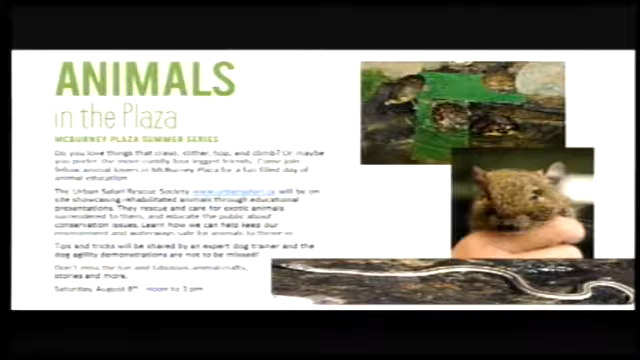 ANIMALS
in the Plaza
MCBURNEY PLAZA SUMMER SERIES
Do you love things that crawl, slither, hop, and climb? Or maybe
you prefer the more cuddly four legged friends. Come join
fellow animal lovers in McBurney Plaza for a fun filled day of
animal education.
The Urban Safari Rescue Society www.urbansafari.ca will be on
site showcasing rehabilitated animals through educational
presentations. They rescue and care for exotic animals
surrendered to them, and educate the public about
conservation issues. Learn how we can help keep our
environment and waterways safe for animals to thrive in.
Tips and tricks will be shared by an expert dog trainer and the
dog agility demonstrations are not to be missed!
Don't miss the fun and fabulous animal crafts,
stories and more.
Saturday, August 8th noon to 3 pm